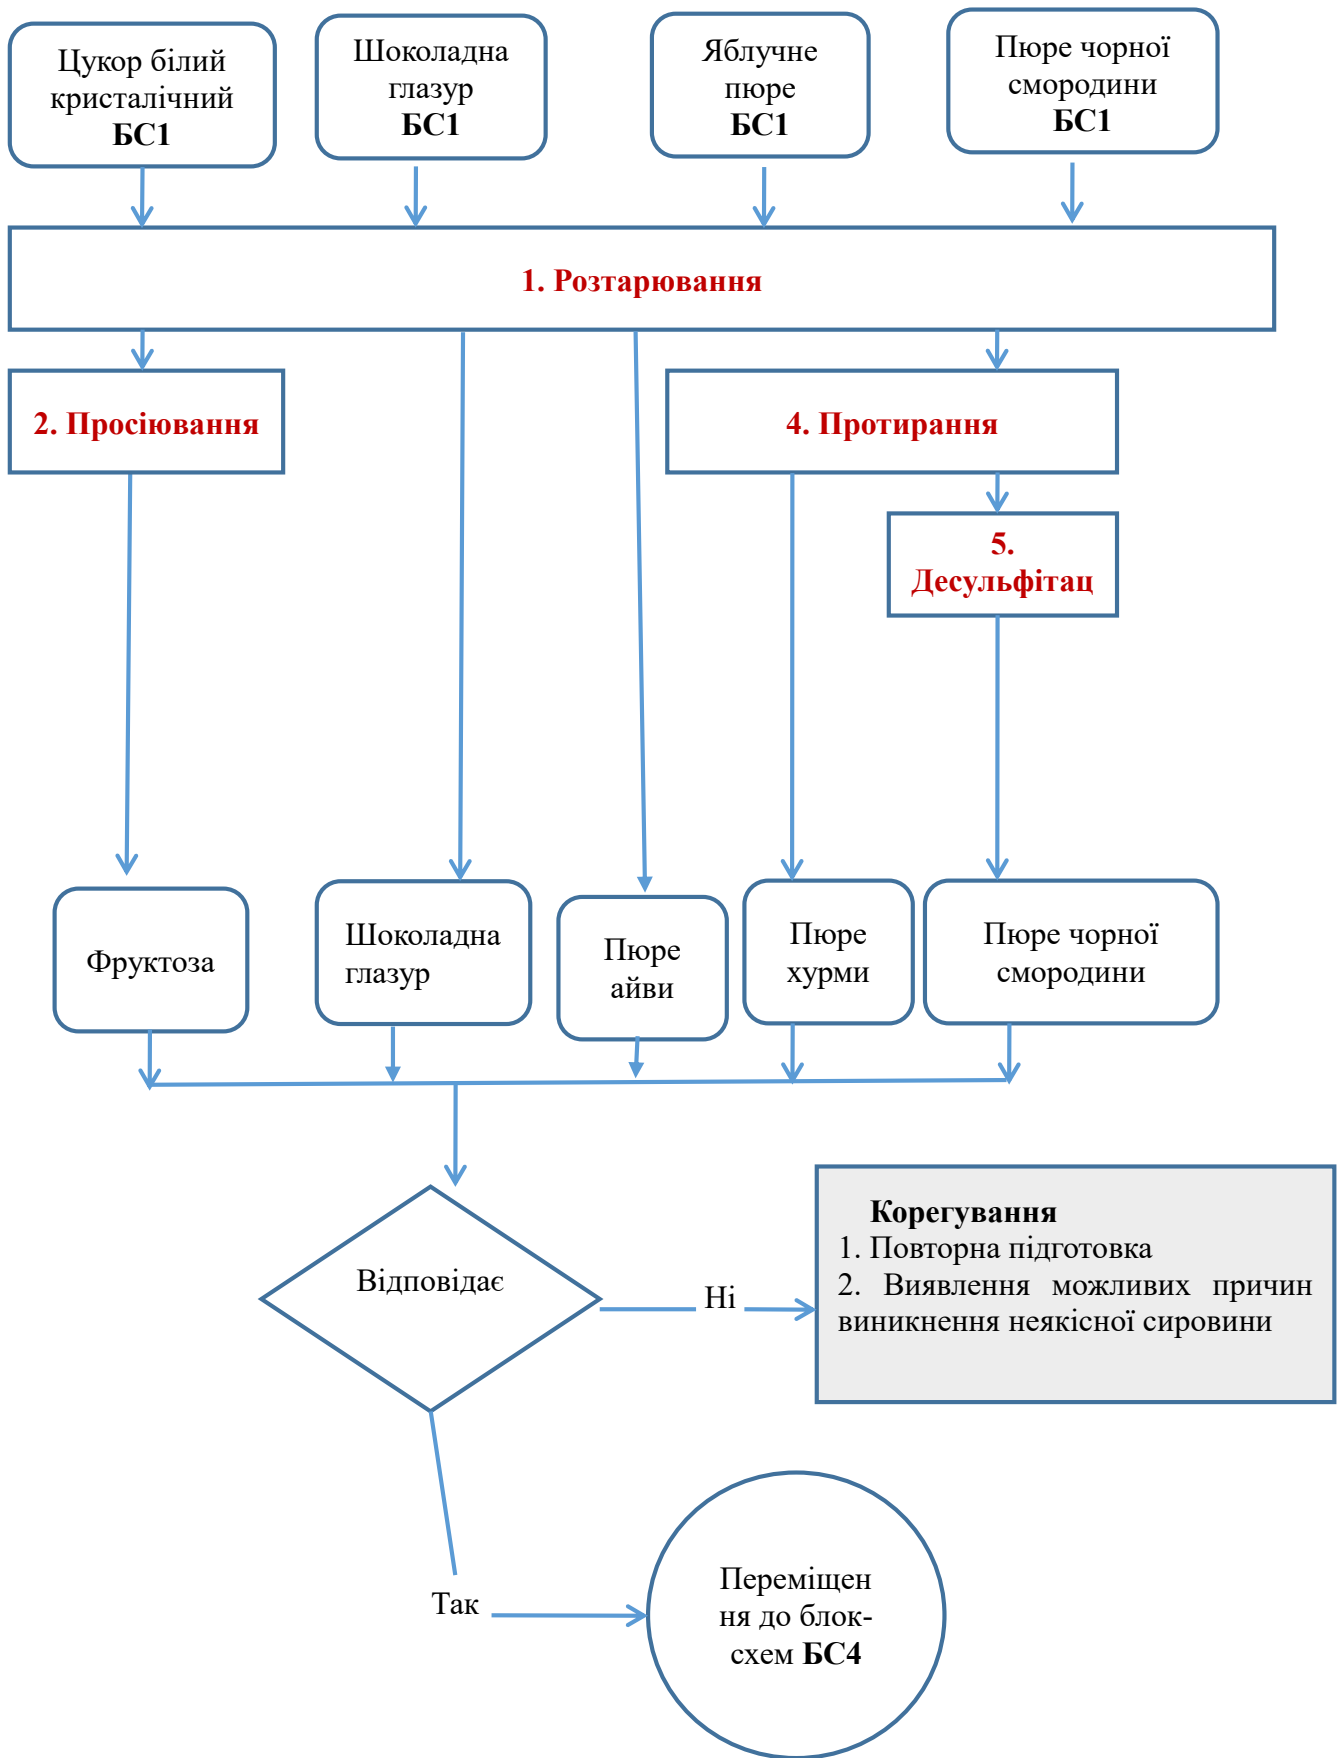 Цукор білий
кристалічний
БС1
Шоколадна
глазур
БС1
Яблучне
пюре
БС1
Пюре чорної
смородини
БС1
1. Розтарювання
2. Просіювання
4. Протирання
5.
Десульфітац
Фруктоза
Шоколадна
глазур
Пюре
айви
Пюре
хурми
Пюре чорної
смородини
Відповідає
Ні
Корегування
1. Повторна підготовка
2. Виявлення можливих причин
виникнення неякісної сировини
Так
Переміщен
ня до блок-
схем БС4